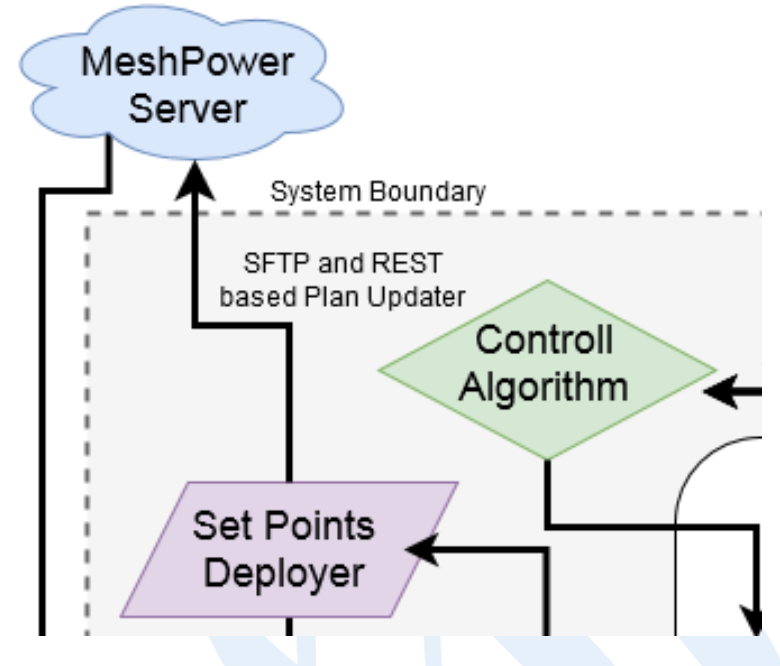 MeshPower
Server
System Boundary
SFTP and REST
based Plan Updater
Controll
Algorithm
Set Points
Deployer